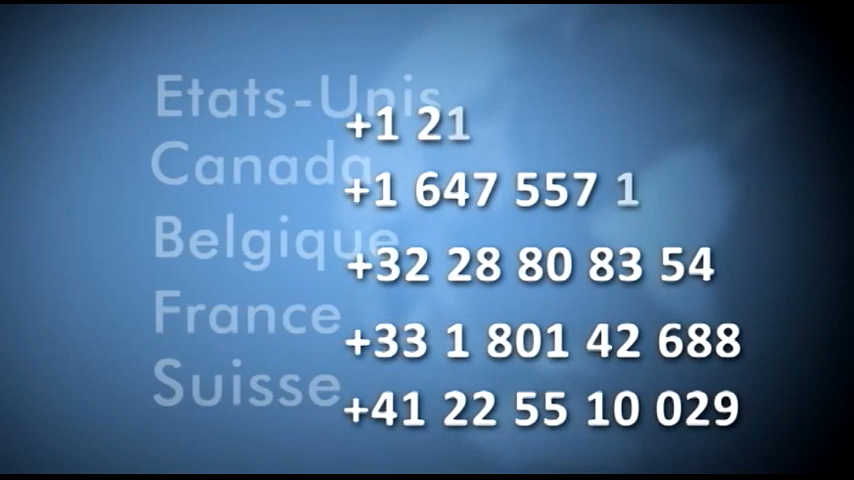 Etats-Unis +1 21
Canada +1 647 557 1
Belgique +32 28 80 83 54
France +33 1 801 42 688
Suisse +41 22 55 10 029